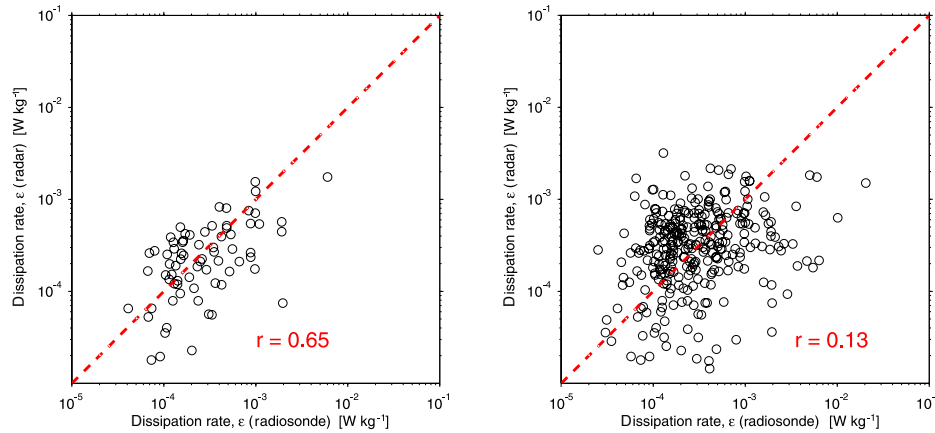 10⁻¹
10⁻²
10⁻³
10⁻⁴
Dissipation rate, ε (radar) [W kg⁻¹]
r = 0.65
10⁻⁵ 10⁻⁴ 10⁻³ 10⁻² 10⁻¹
Dissipation rate, ε (radiosonde) [W kg⁻¹]
10⁻¹
10⁻²
10⁻³
10⁻⁴
Dissipation rate, ε (radar) [W kg⁻¹]
r = 0.13
10⁻⁵ 10⁻⁴ 10⁻³ 10⁻² 10⁻¹
Dissipation rate, ε (radiosonde) [W kg⁻¹]